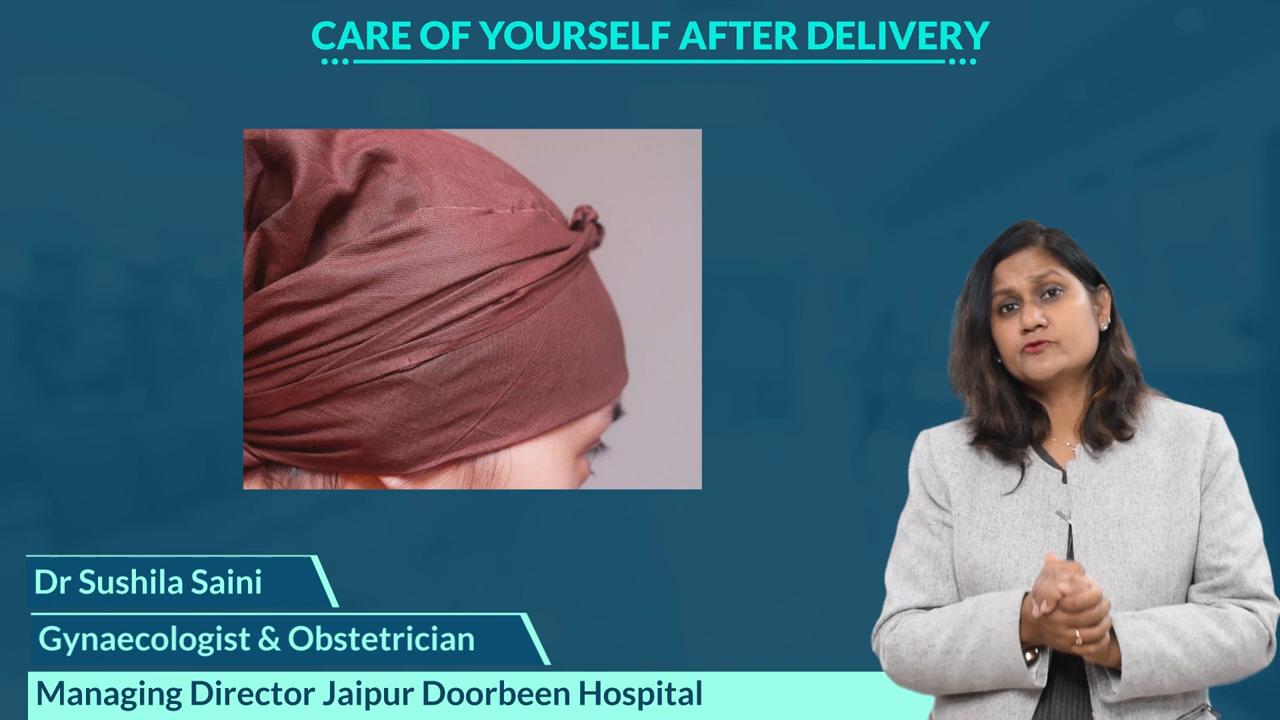 CARE OF YOURSELF AFTER DELIVERY
Dr Sushila Saini
Gynaecologist & Obstetrician
Managing Director Jaipur Doorbeen Hospital